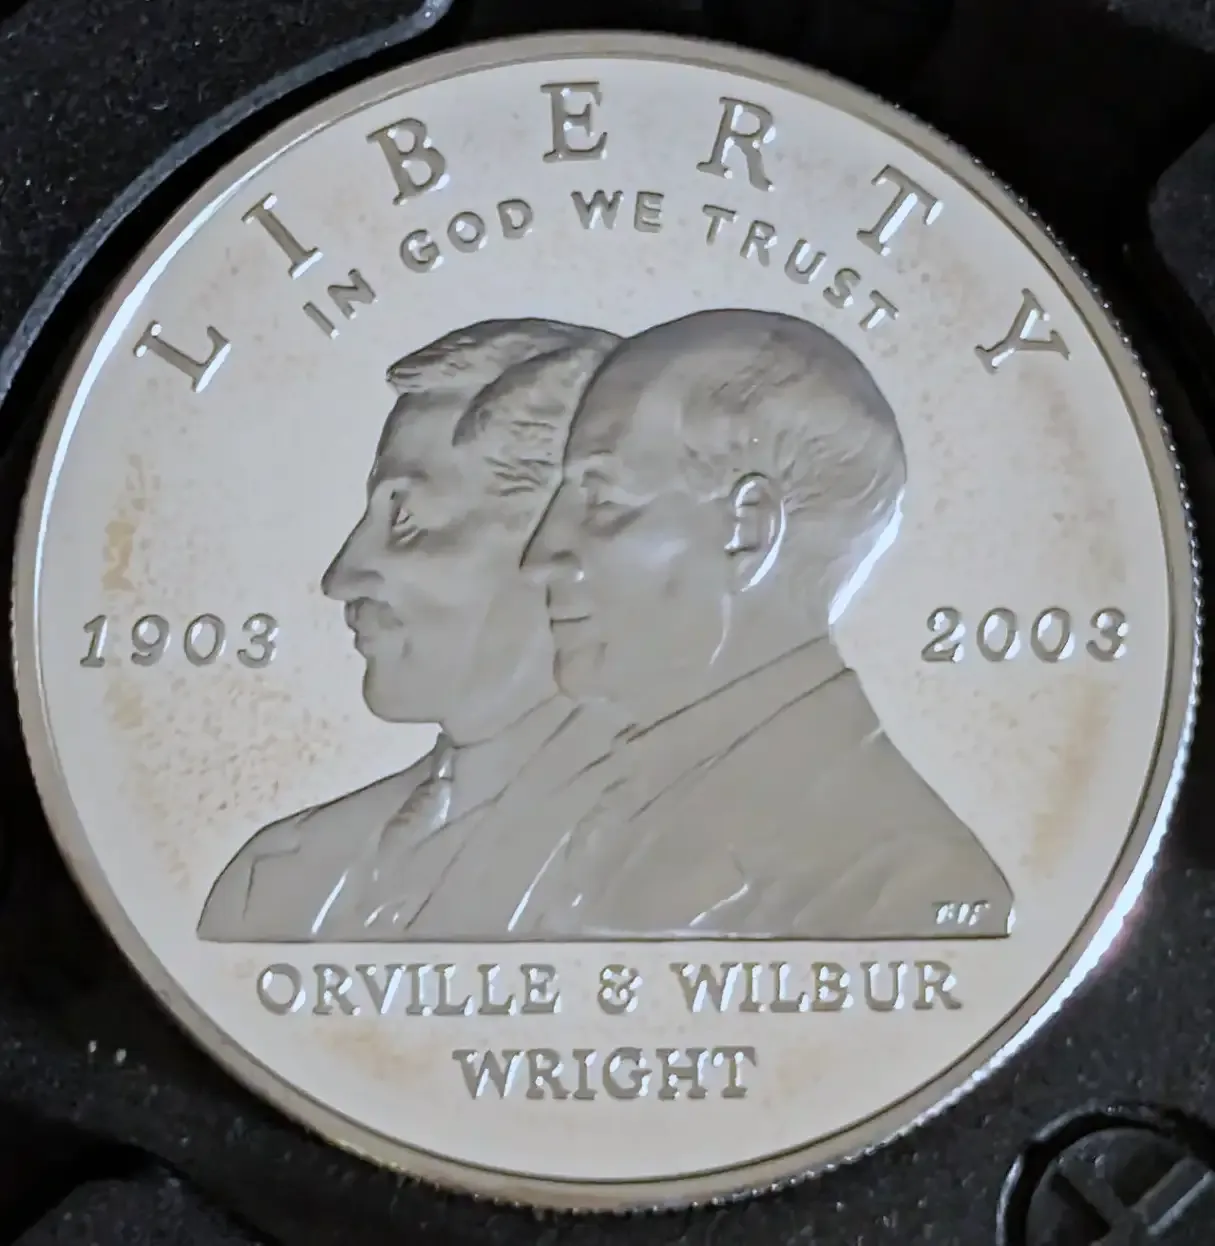 LIBERTY
IN GOD WE TRUST
1903
2003
ORVILLE & WILBUR
WRIGHT